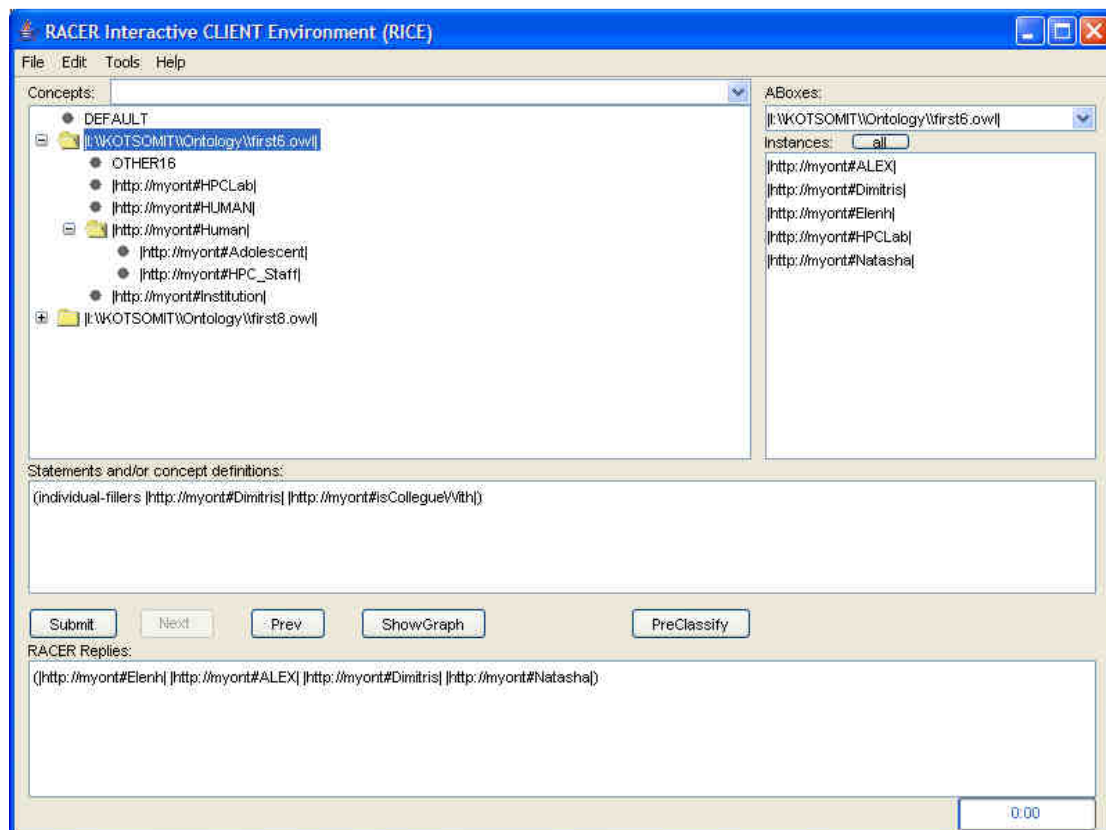 RACER Interactive CLIENT Environment (RICE)
File Edit Tools Help
Concepts:
DEFAULT
|I:\\KOTSOMIT\\Ontology\\first6.owl|
OTHER16
|http://myont#HPCLab|
|http://myont#HUMAN|
|http://myont#Human|
|http://myont#Adolescent|
|http://myont#HPC_Staff|
|http://myont#Institution|
|I:\\KOTSOMIT\\Ontology\\first8.owl|
ABoxes:
|I:\\KOTSOMIT\\Ontology\\first6.owl|
Instances: all
|http://myont#ALEX|
|http://myont#Dimitris|
|http://myont#Elenh|
|http://myont#HPCLab|
|http://myont#Natasha|
Statements and/or concept definitions:
(individual-fillers |http://myont#Dimitris| |http://myont#isCollegueWith|)
Submit Next Prev ShowGraph PreClassify
RACER Replies:
(|http://myont#Elenh| |http://myont#ALEX| |http://myont#Dimitris| |http://myont#Natasha|)
0:00